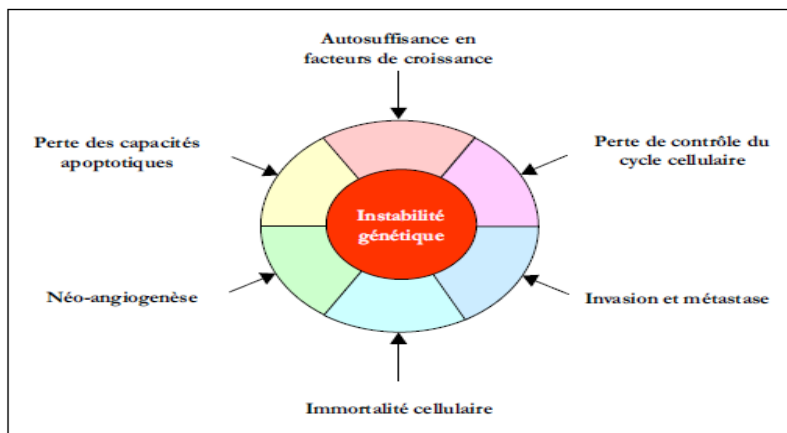 Autosuffisance en
facteurs de croissance
Perte des capacités
apoptotiques
Perte de contrôle du
cycle cellulaire
Instabilité
génétique
Néo-angiogenèse
Invasion et métastase
Immortalité cellulaire